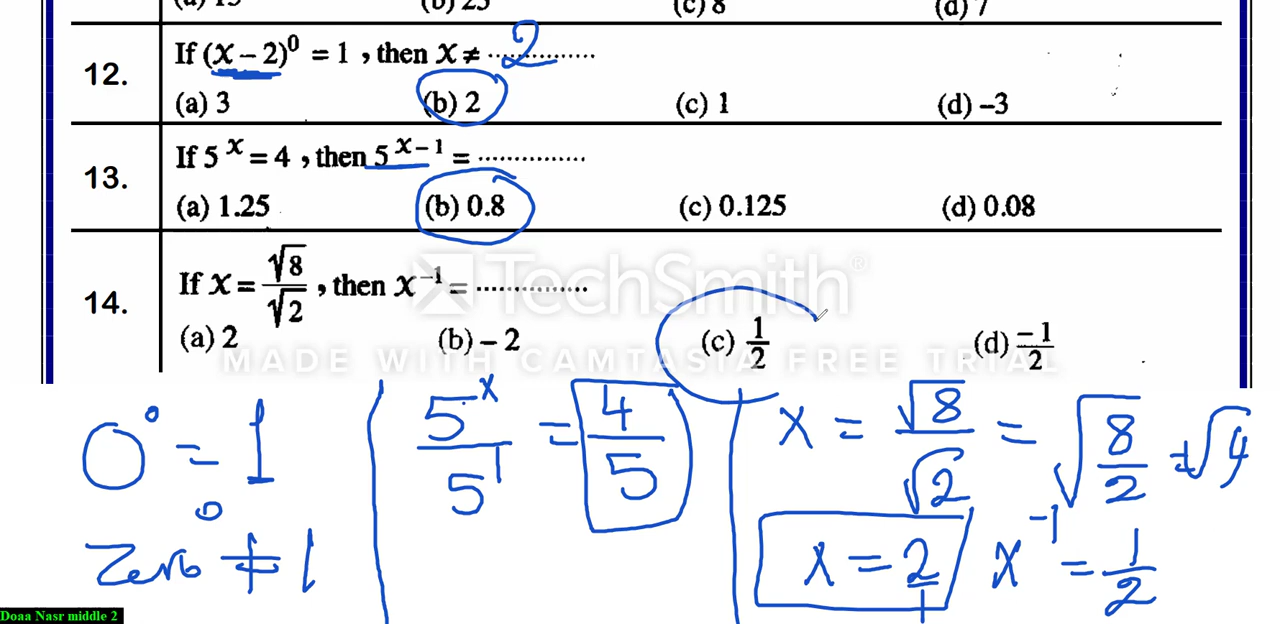 (b) 25 (c) 8 (d) 7
12. If (x – 2)⁰ = 1 , then x ≠ ............... 2
(a) 3 (b) 2 (c) 1 (d) –3
13. If 5ˣ = 4 , then 5ˣ⁻¹ = ...............
(a) 1.25 (b) 0.8 (c) 0.125 (d) 0.08
14. If x = √8/√2 , then x⁻¹ = ...............
(a) 2 (b) – 2 (c) 1/2 (d) –1/2
TechSmith®
MADE WITH CAMTASIA FREE TRIAL
0⁰ = 1
Zero⁰ ≠ 1
5ˣ/5¹ = 4/5
x = √8/√2 = √8/2 = √4
x = 2/1 x⁻¹ = 1/2
Doaa Nasr middle 2